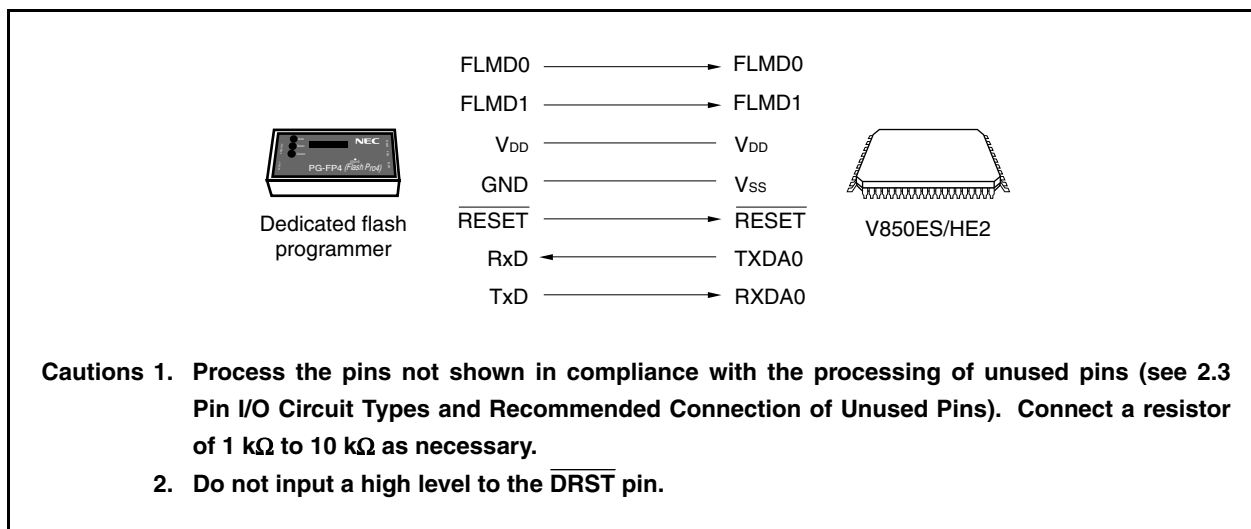 FLMD0 FLMD0
FLMD1 FLMD1
NEC
PG-FP4 (Flash Pro4)
VDD VDD
GND VSS
RESET RESET
Dedicated flash
programmer
V850ES/HE2
RxD TXDA0
TxD RXDA0
Cautions 1. Process the pins not shown in compliance with the processing of unused pins (see 2.3
Pin I/O Circuit Types and Recommended Connection of Unused Pins). Connect a resistor
of 1 kΩ to 10 kΩ as necessary.
2. Do not input a high level to the DRST pin.